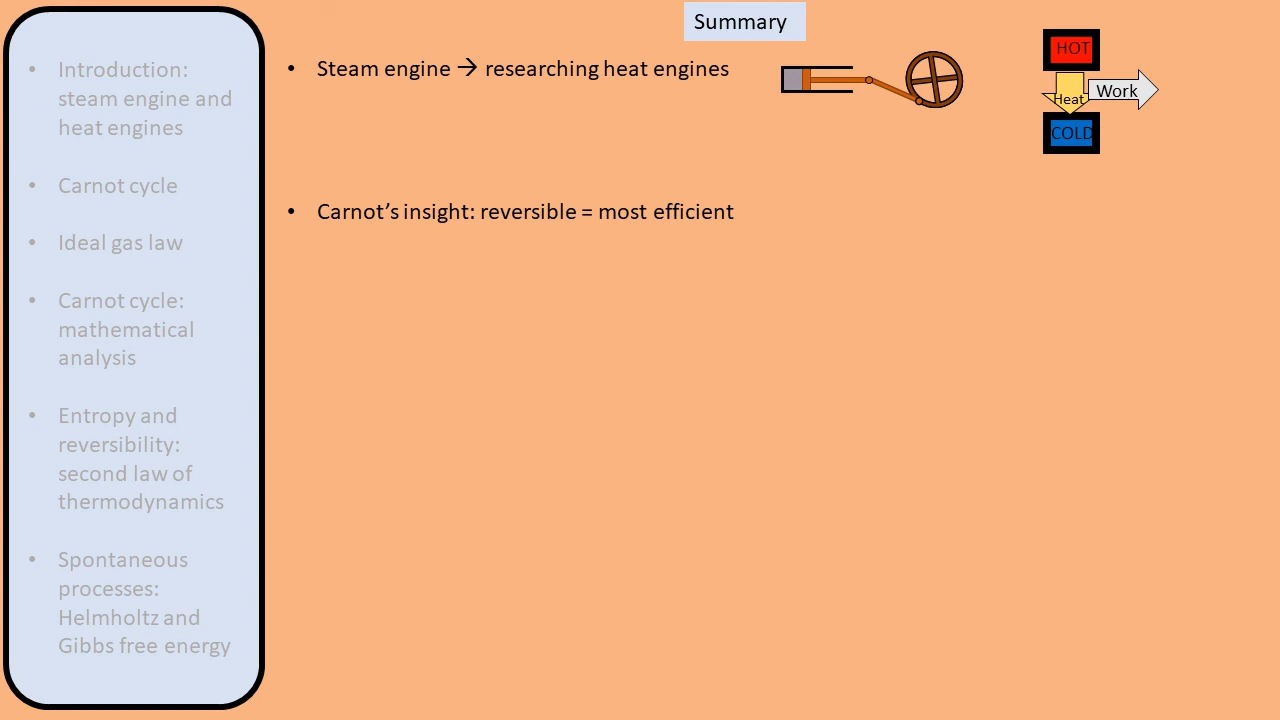 Summary
• Introduction:
steam engine and
heat engines
• Carnot cycle
• Ideal gas law
• Carnot cycle:
mathematical
analysis
• Entropy and
reversibility:
second law of
thermodynamics
• Spontaneous
processes:
Helmholtz and
Gibbs free energy
• Steam engine → researching heat engines
• Carnot’s insight: reversible = most efficient
HOT
Heat
Work
COLD